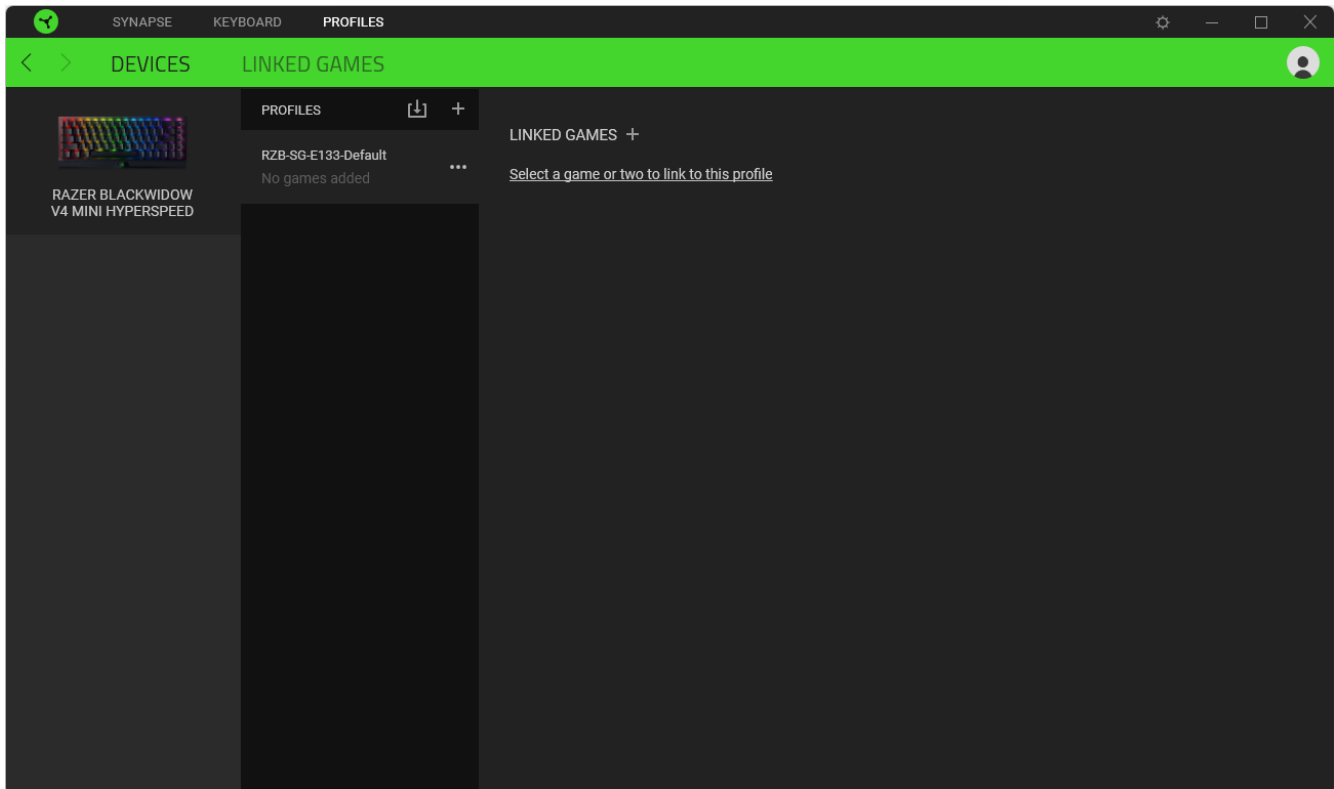 SYNAPSE KEYBOARD PROFILES
DEVICES LINKED GAMES
RAZER BLACKWIDOW
V4 MINI HYPERSPEED
PROFILES
RZB-SG-E133-Default
No games added
LINKED GAMES
Select a game or two to link to this profile